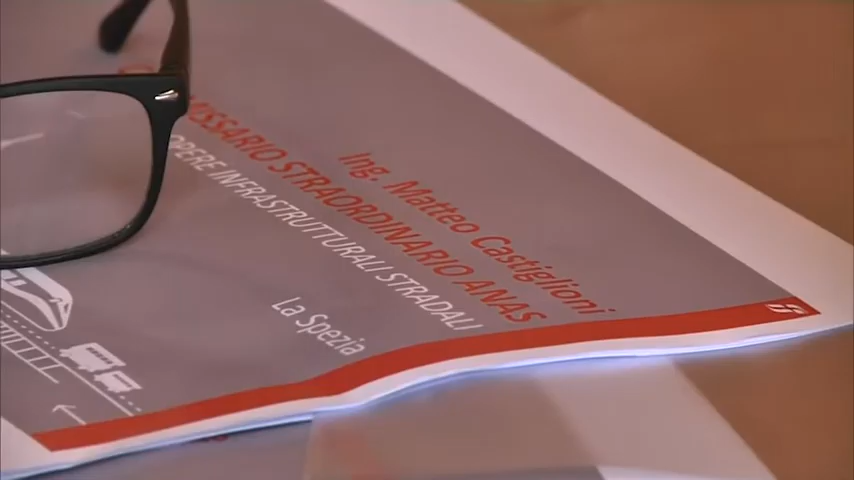 Ing. Matteo Castiglioni
MISSARIO STRAORDINARIO ANAS
OPERE INFRASTRUTTURALI STRADALI
La Spezia